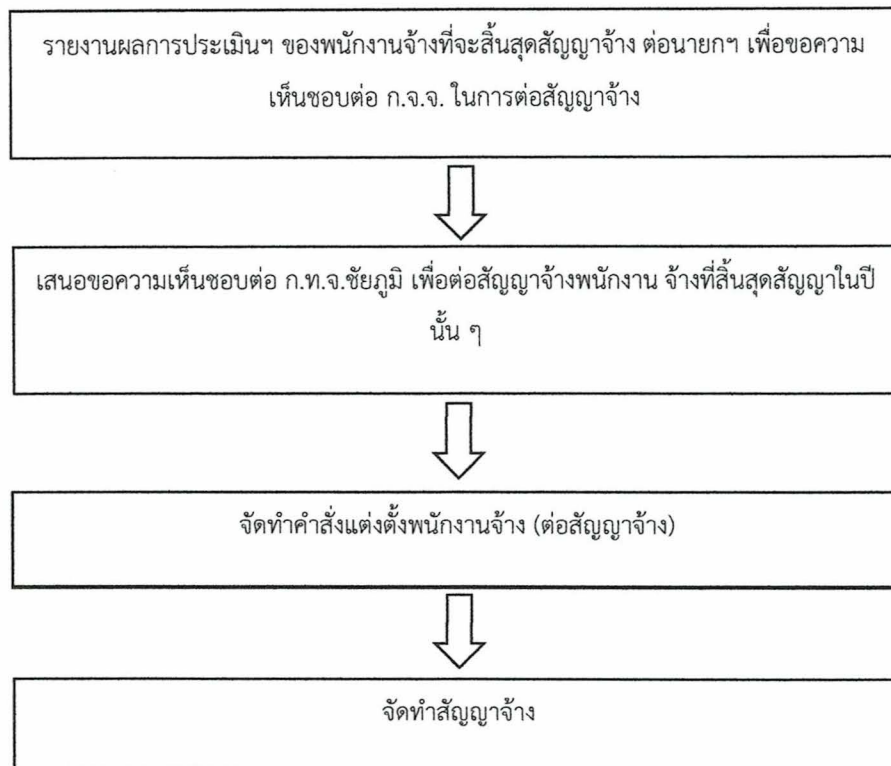 รายงานผลการประเมินฯ ของพนักงานจ้างที่จะสิ้นสุดสัญญาจ้าง ต่อนายกฯ เพื่อขอความ
เห็นชอบต่อ ก.จ.จ. ในการต่อสัญญาจ้าง
เสนอขอความเห็นชอบต่อ ก.ท.จ.ชัยภูมิ เพื่อต่อสัญญาจ้างพนักงาน จ้างที่สิ้นสุดสัญญาในปี
นั้น ๆ
จัดทำคำสั่งแต่งตั้งพนักงานจ้าง (ต่อสัญญาจ้าง)
จัดทำสัญญาจ้าง